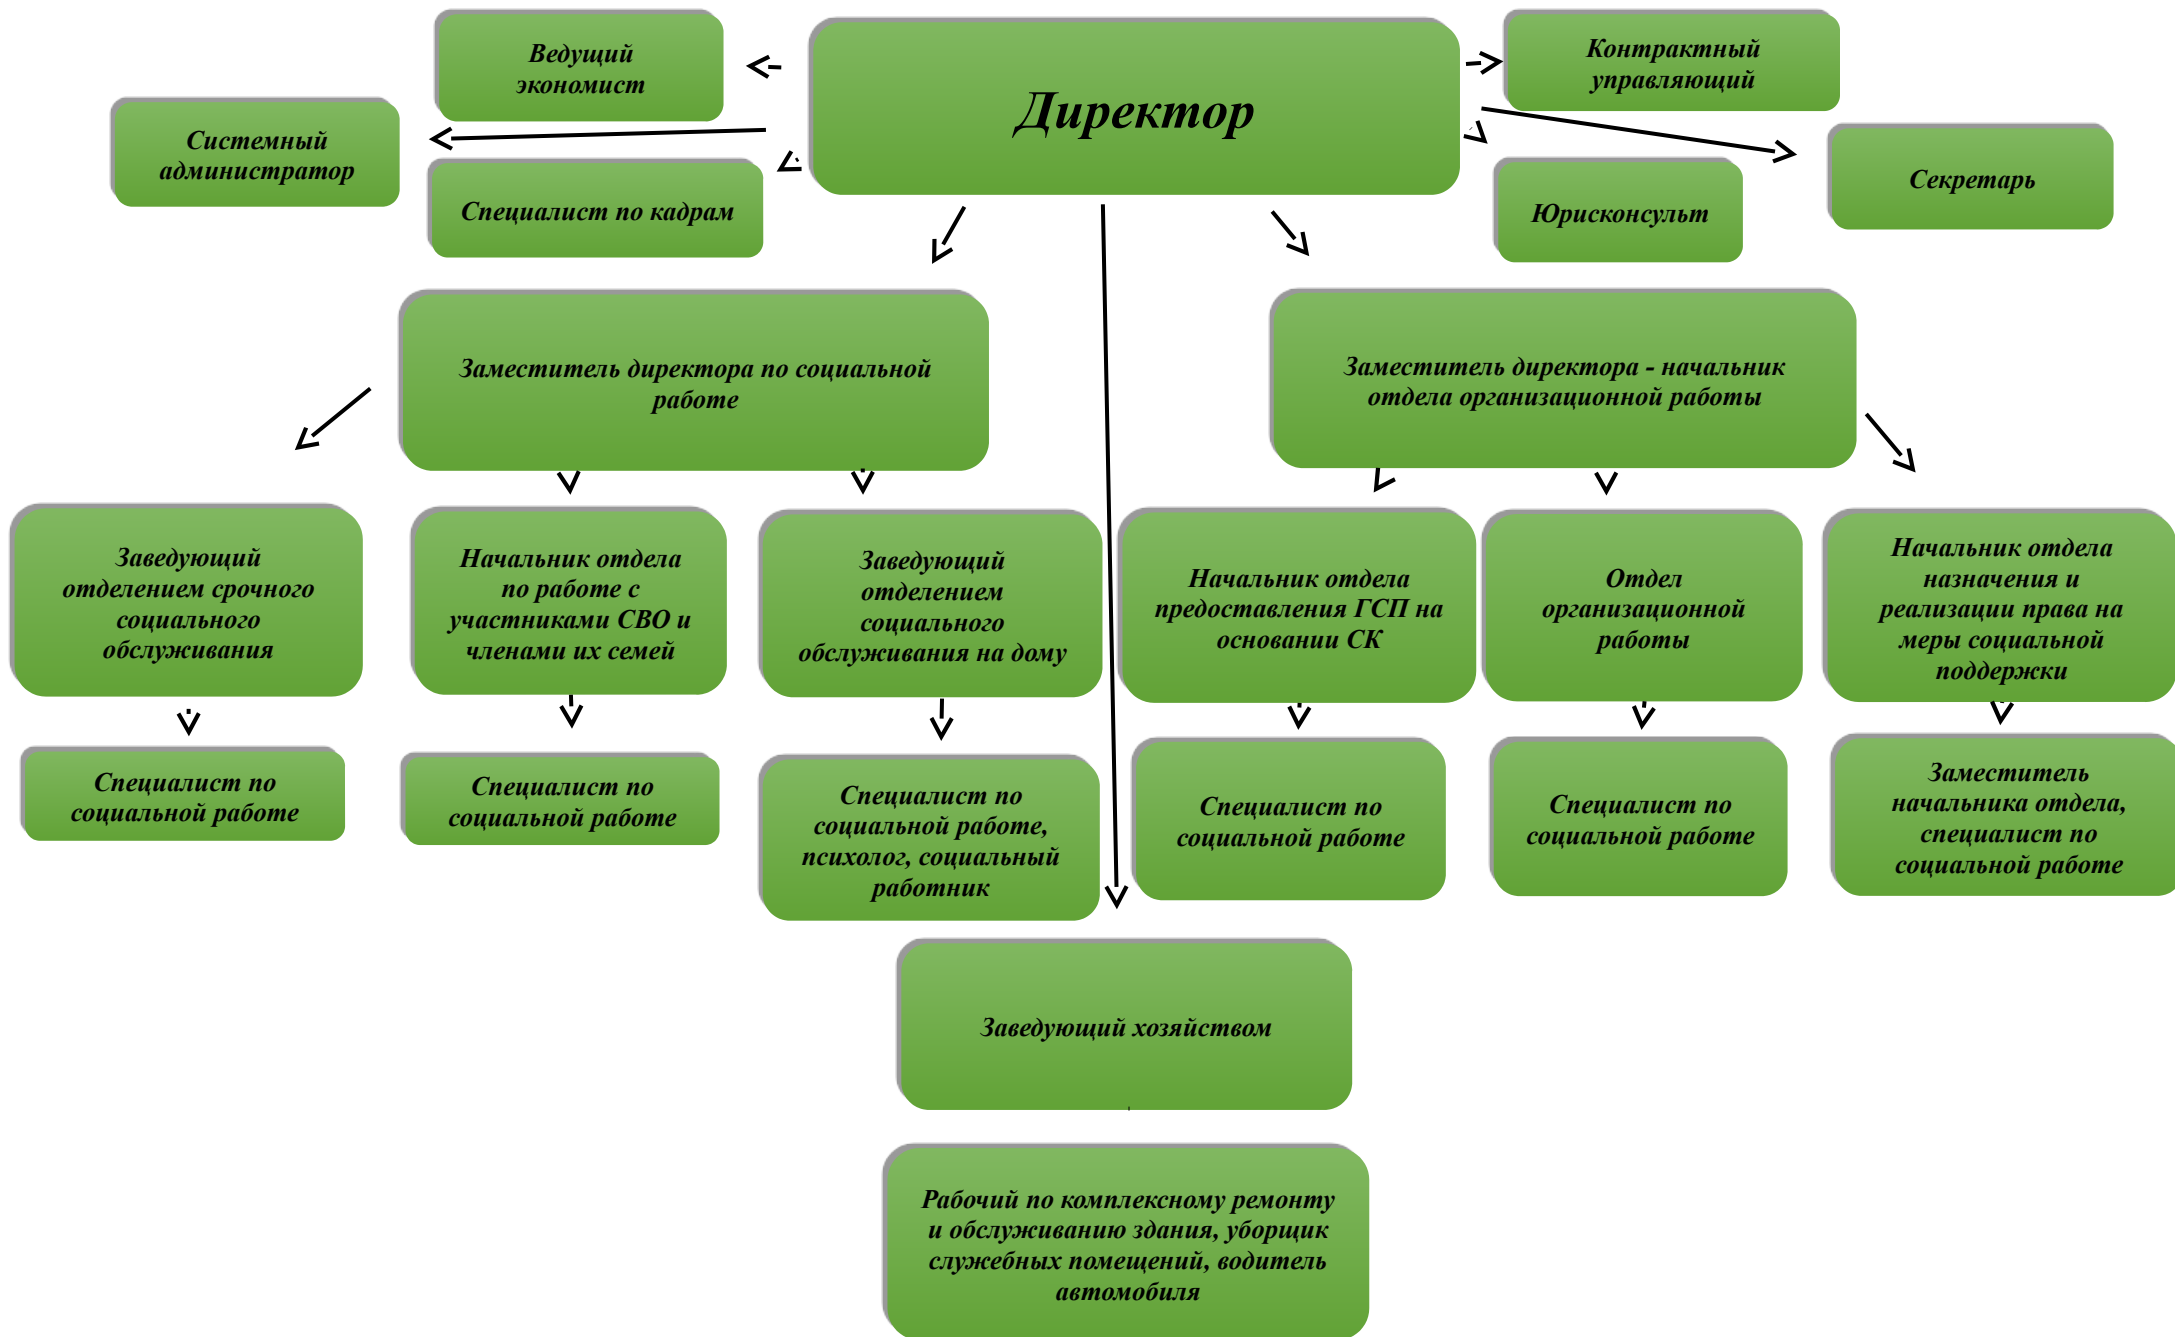 Ведущий
экономист
Директор
Контрактный
управляющий
Системный
администратор
Специалист по кадрам
Юрисконсульт
Секретарь
Заместитель директора по социальной
работе
Заместитель директора - начальник
отдела организационной работы
Заведующий
отделением срочного
социального
обслуживания
Начальник отдела
по работе с
участниками СВО и
членами их семей
Заведующий
отделением
социального
обслуживания на дому
Начальник отдела
предоставления ГСП на
основании СК
Отдел
организационной
работы
Начальник отдела
назначения и
реализации права на
меры социальной
поддержки
Специалист по
социальной работе
Специалист по
социальной работе
Специалист по
социальной работе,
психолог, социальный
работник
Специалист по
социальной работе
Специалист по
социальной работе
Заместитель
начальника отдела,
специалист по
социальной работе
Заведующий хозяйством
Рабочий по комплексному ремонту
и обслуживанию здания, уборщик
служебных помещений, водитель
автомобиля